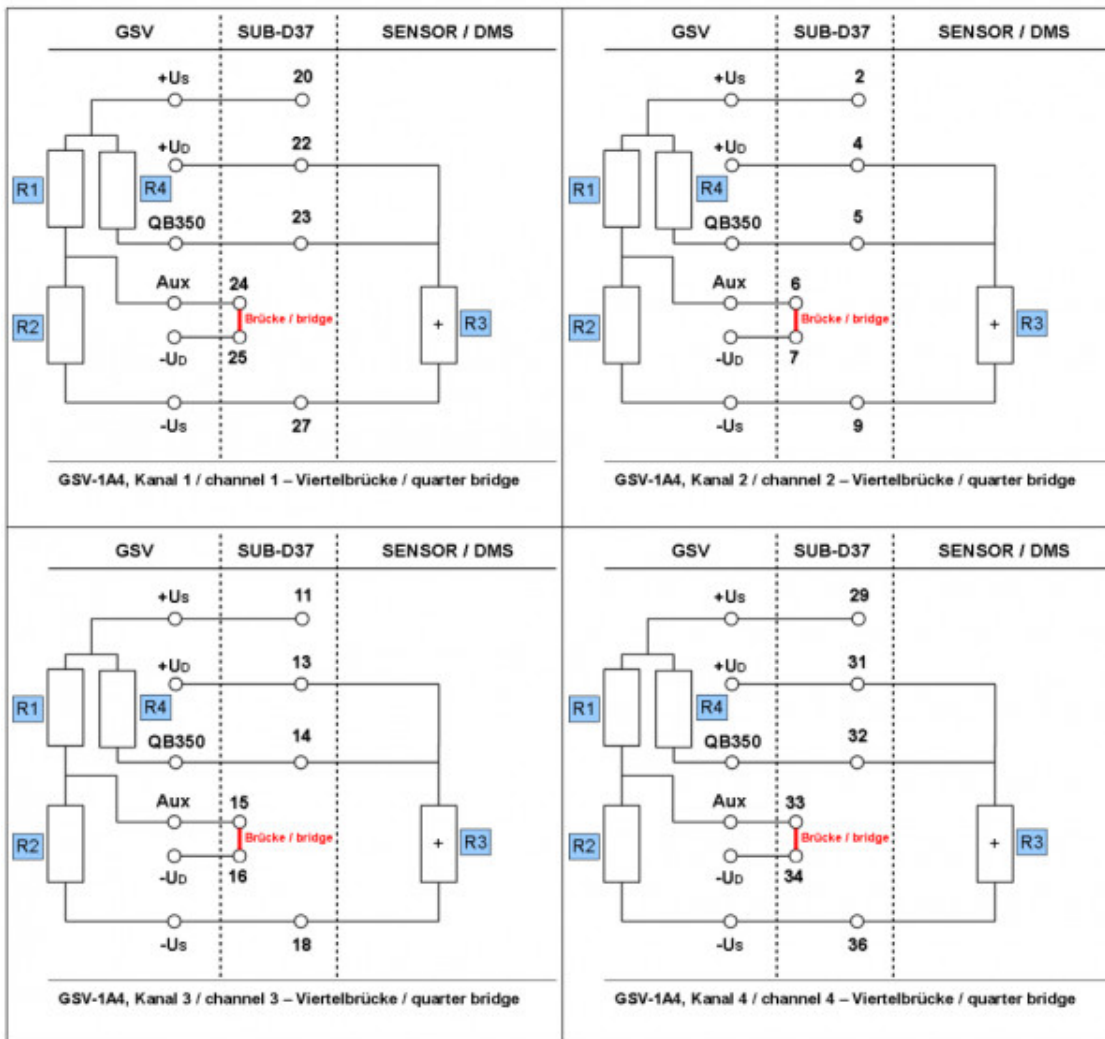 GSV SUB-D37 SENSOR / DMS
+Us 20
+UD 22
R1 R4
QB350 23
Aux 24
R2 Brücke / bridge + R3
-UD 25
-Us 27
GSV-1A4, Kanal 1 / channel 1 – Viertelbrücke / quarter bridge
GSV SUB-D37 SENSOR / DMS
+Us 2
+UD 4
R1 R4
QB350 5
Aux 6
R2 Brücke / bridge + R3
-UD 7
-Us 9
GSV-1A4, Kanal 2 / channel 2 – Viertelbrücke / quarter bridge
GSV SUB-D37 SENSOR / DMS
+Us 11
+UD 13
R1 R4
QB350 14
Aux 15
R2 Brücke / bridge + R3
-UD 16
-Us 18
GSV-1A4, Kanal 3 / channel 3 – Viertelbrücke / quarter bridge
GSV SUB-D37 SENSOR / DMS
+Us 29
+UD 31
R1 R4
QB350 32
Aux 33
R2 Brücke / bridge + R3
-UD 34
-Us 36
GSV-1A4, Kanal 4 / channel 4 – Viertelbrücke / quarter bridge